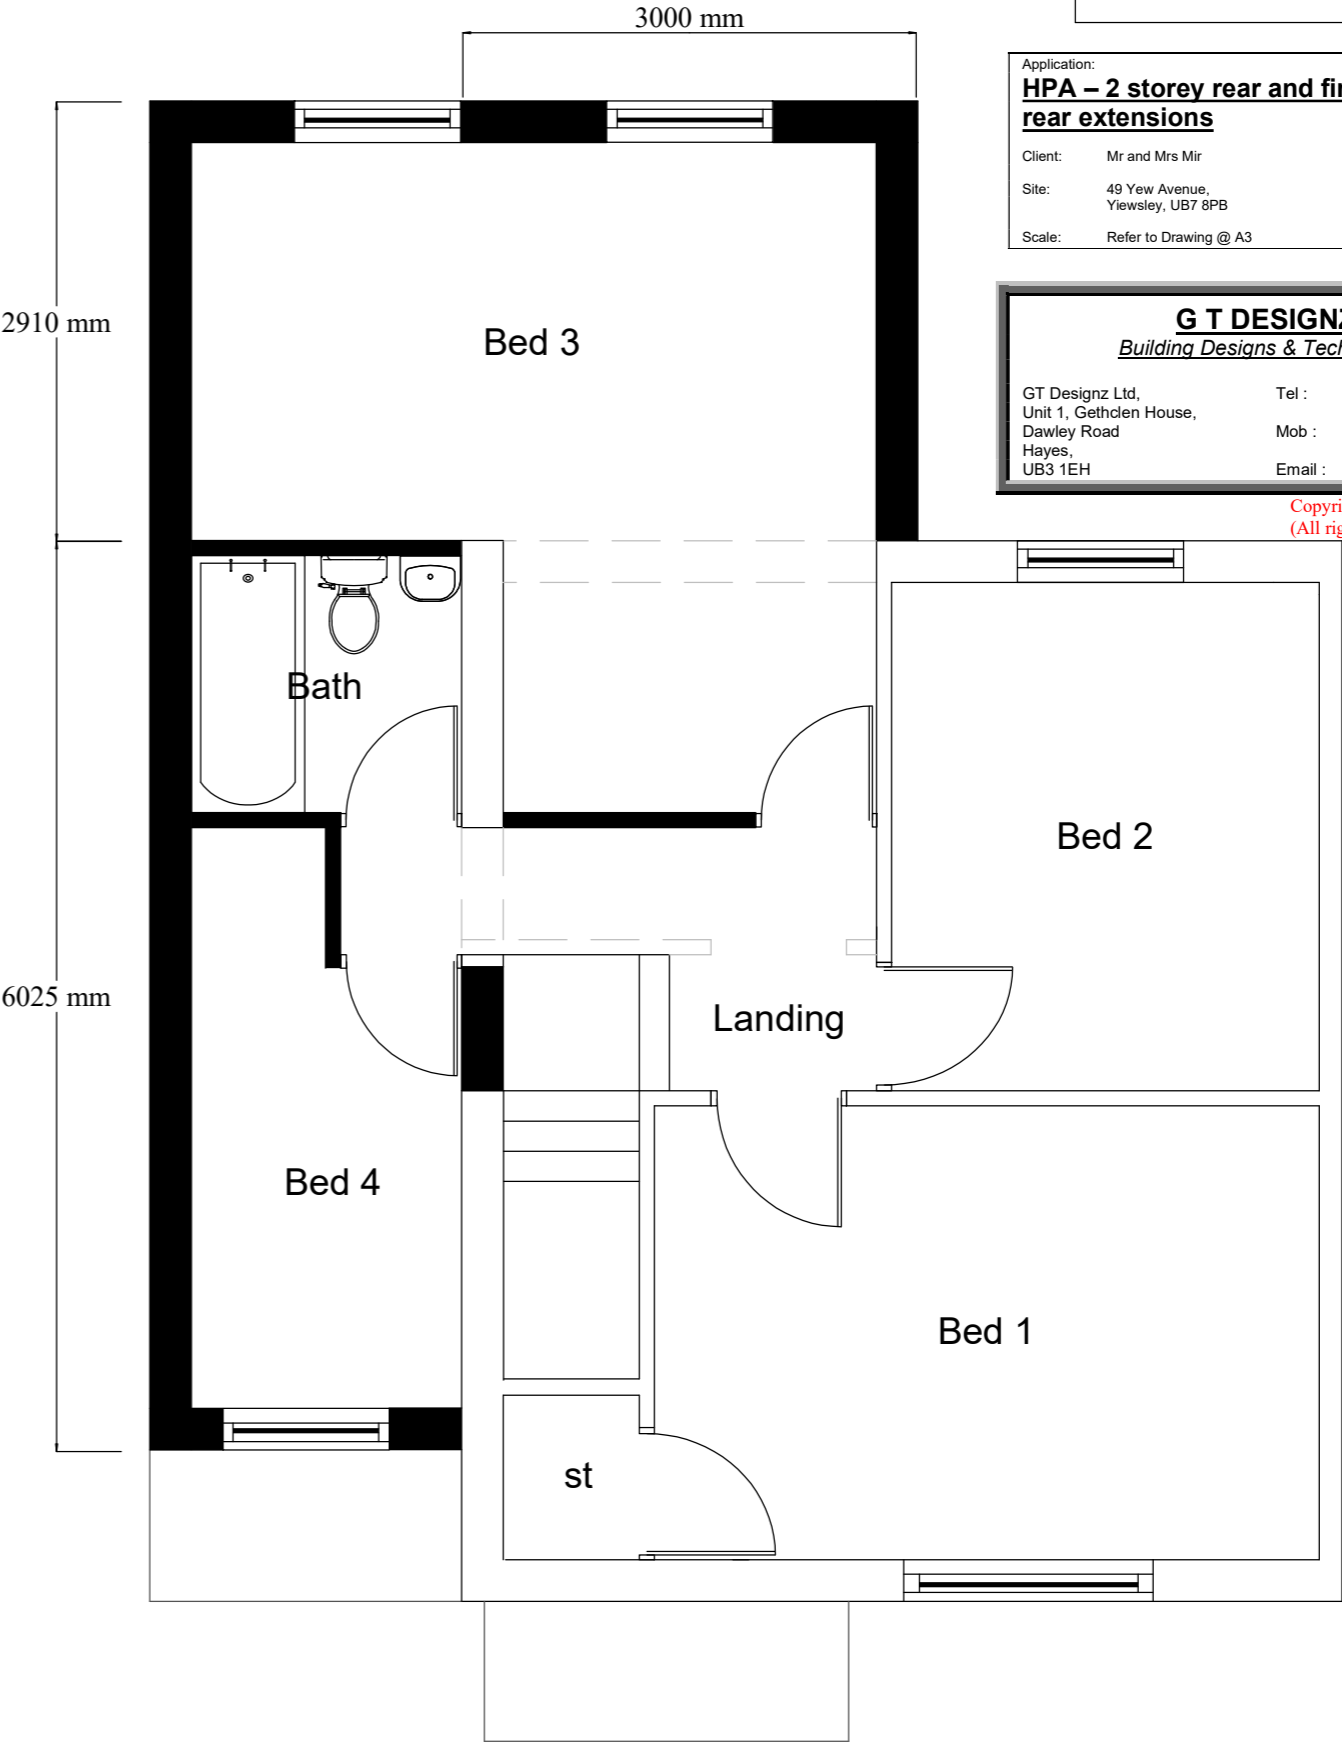 3000 mm
Application:
HPA – 2 storey rear and
rear extensions
Client: Mr and Mrs Mir
Site: 49 Yew Avenue,
Yiewsley, UB7 8PB
Scale: Refer to Drawing @ A3
2910 mm
Bed 3
G T DESIGNZ
Building Designs &
GT Designz Ltd,
Unit 1, Gethclen House,
Dawley Road
Hayes,
UB3 1EH
Tel :
Mob :
Email :
(All
Bath
Bed 2
6025 mm
Landing
Bed 4
Bed 1
st